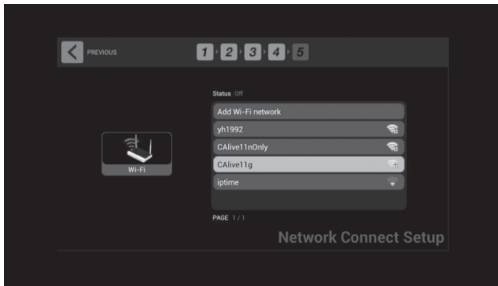 PREVIOUS
1 2 3 4 5
Status Off
Add Wi-Fi network
yh1992
CAlive11nOnly
CAlive11g
iptime
Wi-Fi
PAGE 1 / 1
Network Connect Setup